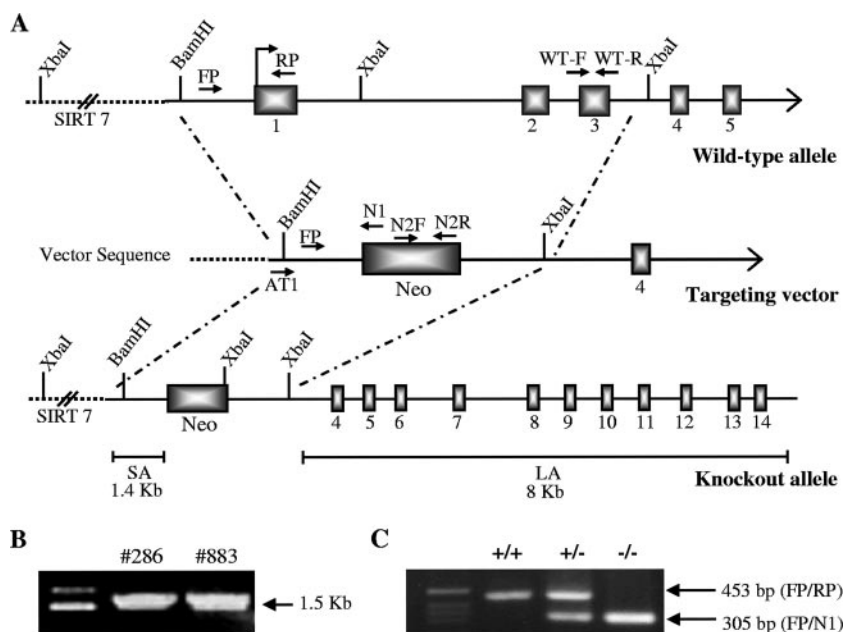 A
XbaI
BamHI
FP
RP
XbaI
WT-F
WT-R
XbaI
SIRT 7
1
2
3
4
5
Wild-type allele
BamHI
FP
N1
N2F
N2R
XbaI
Vector Sequence
AT1
Neo
4
Targeting vector
XbaI
BamHI
XbaI
XbaI
SIRT 7
Neo
4
5
6
7
8
9
10
11
12
13
14
SA
1.4 Kb
LA
8 Kb
Knockout allele
B
#286
#883
1.5 Kb
C
+/+
+/-
-/-
453 bp (FP/RP)
305 bp (FP/N1)